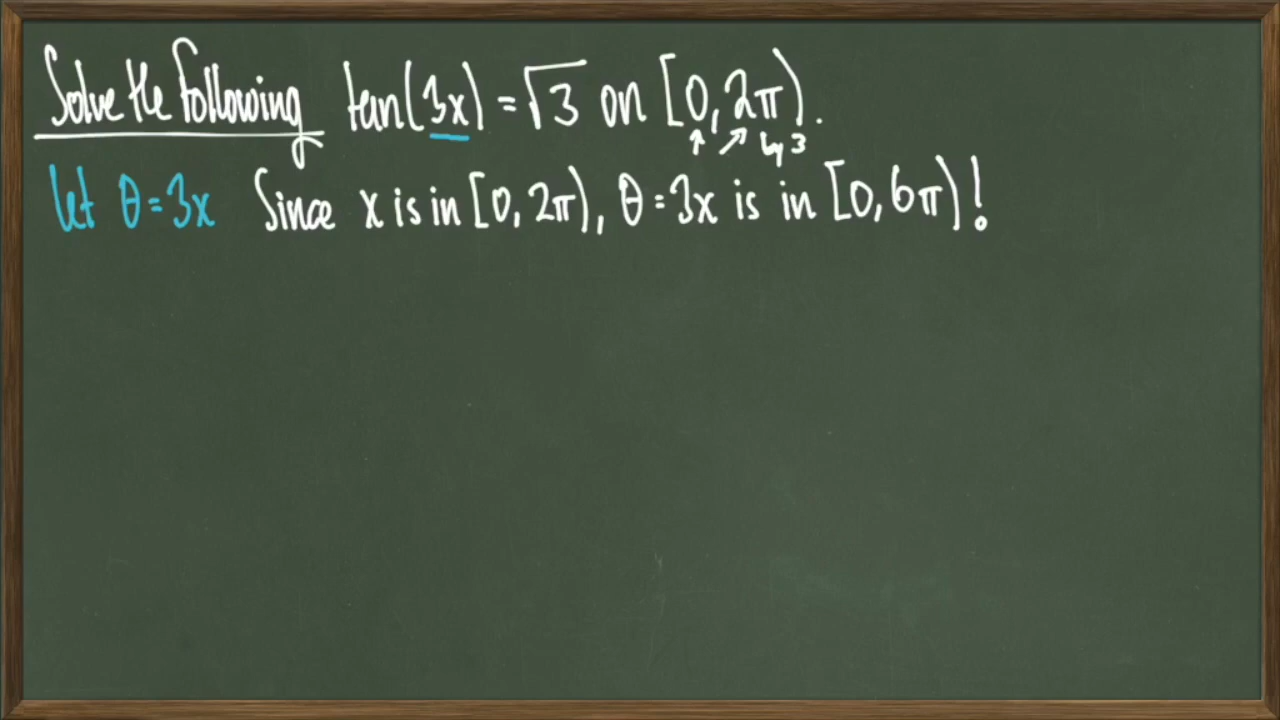 Solve the Following tan(3x) = √3 on [0, 2π).
↑ ↗ by 3
Let θ = 3x Since x is in [0, 2π), θ = 3x is in [0, 6π)!